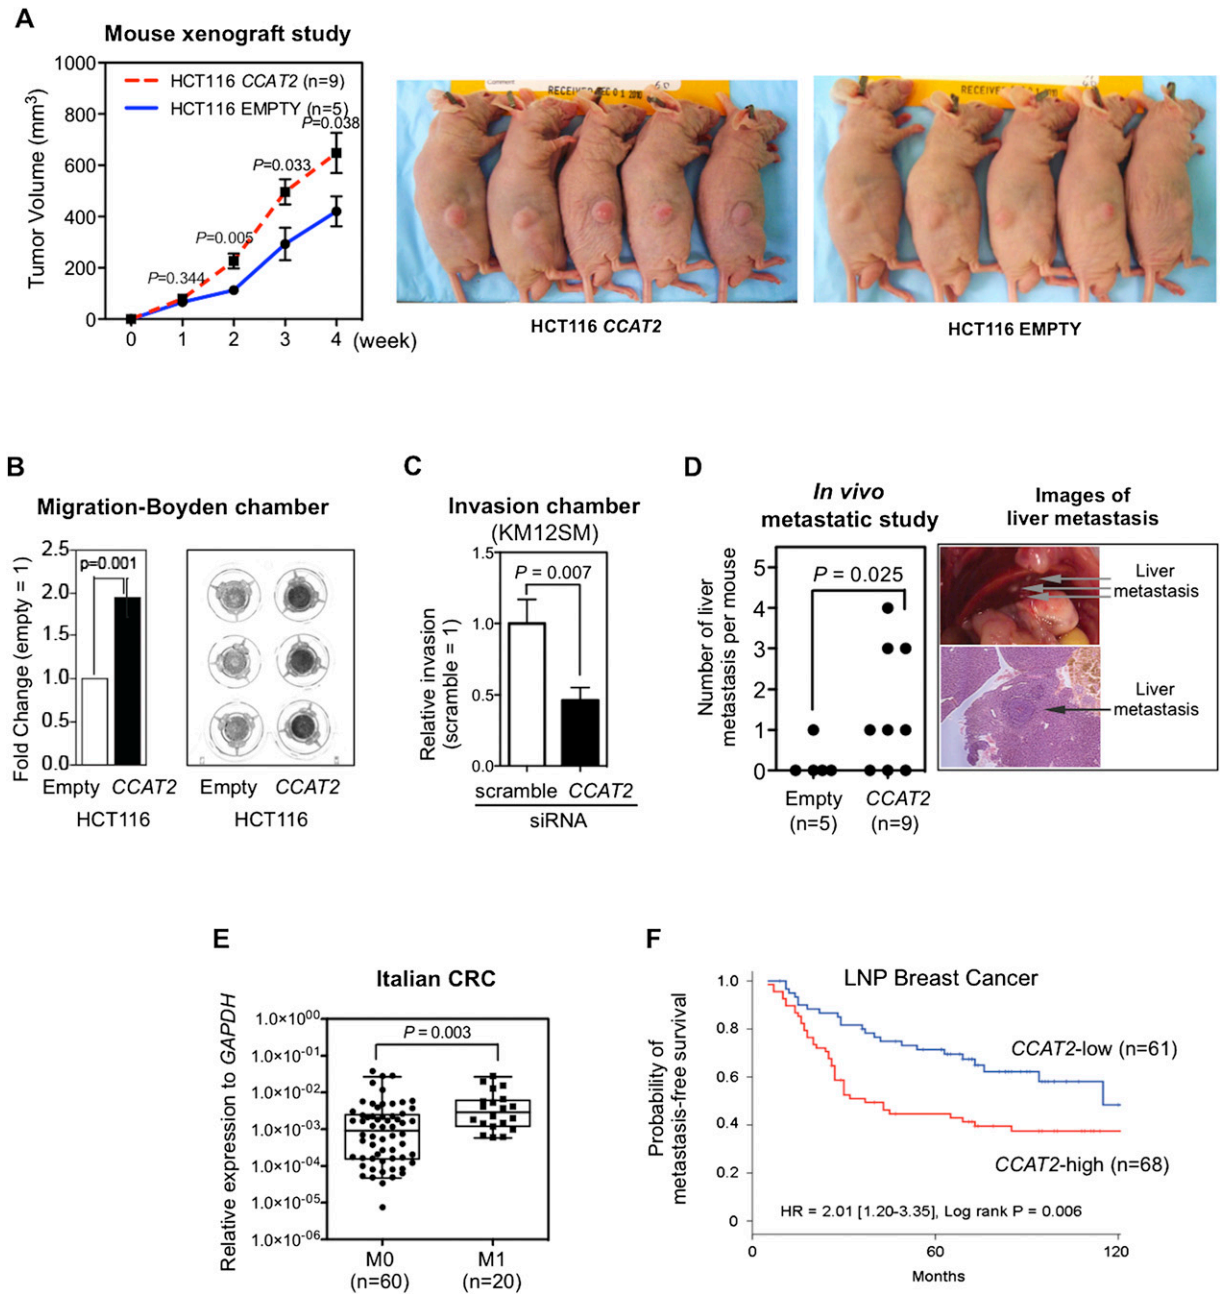 A
Mouse xenograft study
1000
800
600
400
200
0
Tumor Volume (mm³)
HCT116 CCAT2 (n=9)
HCT116 EMPTY (n=5)
P=0.038
P=0.033
P=0.005
P=0.344
0 1 2 3 4 (week)
Comment
RECEIVED DEC 0 1 2010
HCT116 CCAT2
RECEIVED
HCT116 EMPTY
B
Migration-Boyden chamber
Fold Change (empty = 1)
2.5
2.0
1.5
1.0
0.5
0.0
p=0.001
Empty CCAT2
HCT116
Empty CCAT2
HCT116
C
Invasion chamber
(KM12SM)
Relative invasion
(scramble = 1)
1.5
1.0
0.5
0.0
P = 0.007
scramble CCAT2
siRNA
D
In vivo
metastatic study
Number of liver
metastasis per mouse
5
4
3
2
1
0
P = 0.025
Empty
(n=5)
CCAT2
(n=9)
Images of
liver metastasis
Liver
metastasis
Liver
metastasis
E
Italian CRC
Relative expression to GAPDH
1.0×10⁰⁰
1.0×10⁻⁰¹
1.0×10⁻⁰²
1.0×10⁻⁰³
1.0×10⁻⁰⁴
1.0×10⁻⁰⁵
1.0×10⁻⁰⁶
P = 0.003
M0
(n=60)
M1
(n=20)
F
LNP Breast Cancer
Probability of
metastasis-free survival
1.0
0.8
0.6
0.4
0.2
0
CCAT2-low (n=61)
CCAT2-high (n=68)
HR = 2.01 [1.20-3.35], Log rank P = 0.006
0 60 120
Months